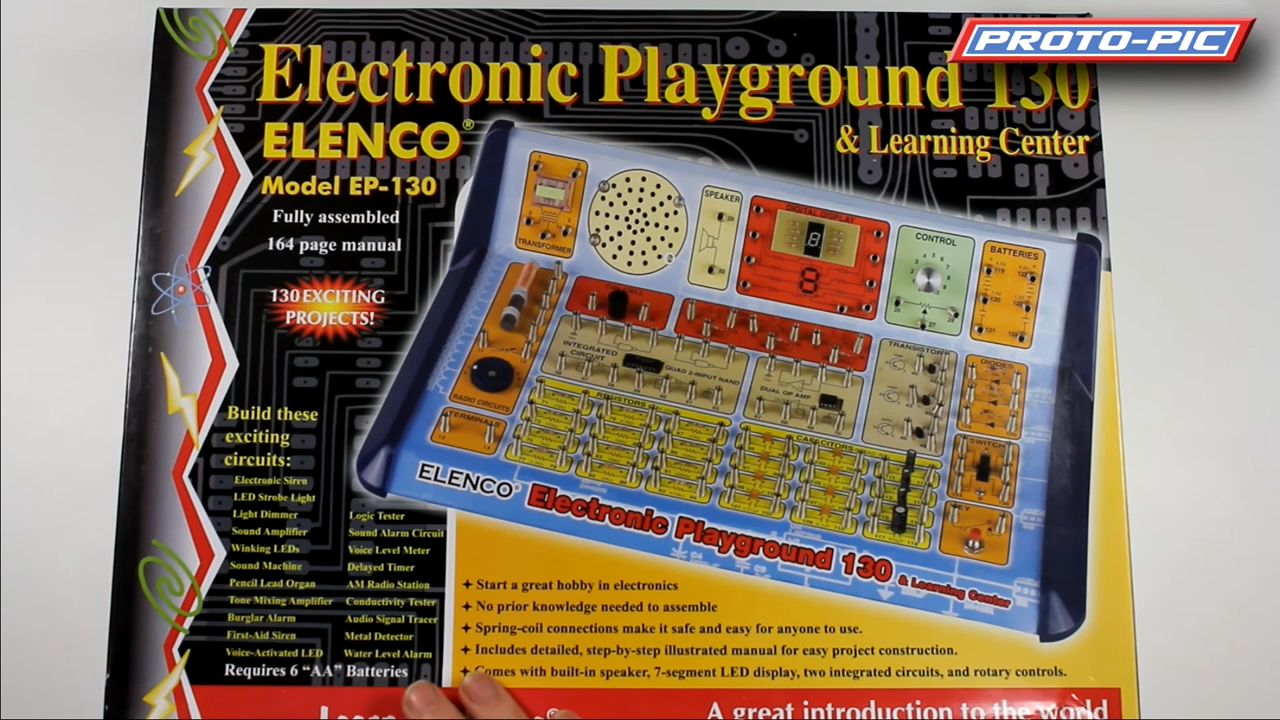 PROTO-PIC
Electronic Playground 130
& Learning Center
ELENCO®
Model EP-130
Fully assembled
164 page manual
130 EXCITING
PROJECTS!
TRANSFORMER
SPEAKER
DIGITAL DISPLAY
CONTROL
BATTERIES
INTEGRATED
CIRCUIT
QUAD 2-INPUT NAND
DUAL OP AMP
TRANSISTORS
DIODES
RADIO CIRCUITS
TERMINALS
RESISTORS
CAPACITORS
SWITCH
ELENCO® Electronic Playground 130 & Learning Center
Build these
exciting
circuits:
Electronic Siren
LED Strobe Light
Light Dimmer
Sound Amplifier
Winking LEDs
Sound Machine
Pencil Lead Organ
Tone Mixing Amplifier
Burglar Alarm
First-Aid Siren
Voice-Activated LED
Logic Tester
Sound Alarm Circuit
Voice Level Meter
Delayed Timer
AM Radio Station
Conductivity Tester
Audio Signal Tracer
Metal Detector
Water Level Alarm
Requires 6 “AA” Batteries
Start a great hobby in electronics
No prior knowledge needed to assemble
Spring-coil connections make it safe and easy for anyone to use.
Includes detailed, step-by-step illustrated manual for easy project construction.
Comes with built-in speaker, 7-segment LED display, two integrated circuits, and rotary controls.
A great introduction to the world